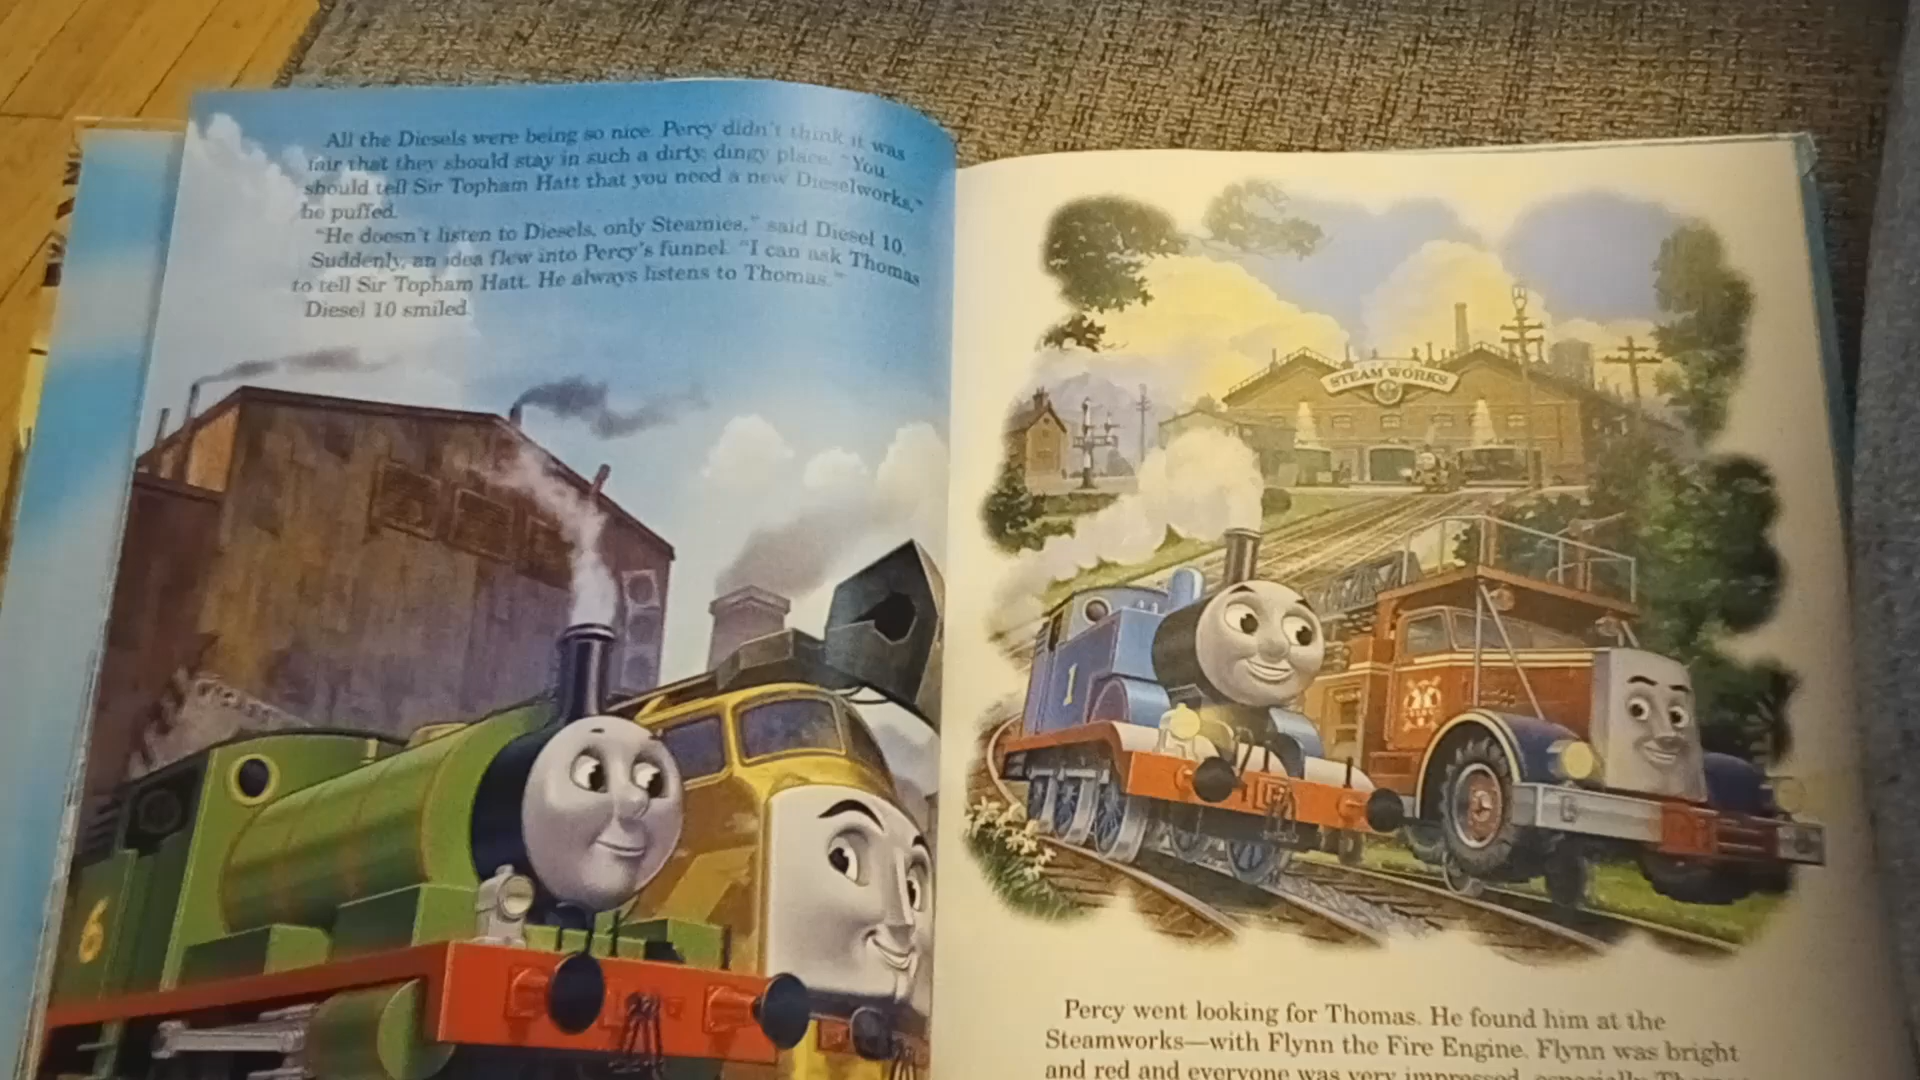 All the Diesels were being so nice. Percy didn't think it was
fair that they should stay in such a dirty, dingy place. "You
should tell Sir Topham Hatt that you need a new Dieselworks,"
he puffed.
"He doesn't listen to Diesels, only Steamies," said Diesel 10.
Suddenly, an idea flew into Percy's funnel. "I can ask Thomas
to tell Sir Topham Hatt. He always listens to Thomas."
Diesel 10 smiled.
6
STEAM WORKS
1
Percy went looking for Thomas. He found him at the
Steamworks—with Flynn the Fire Engine. Flynn was bright
and red and everyone was very impressed, especially